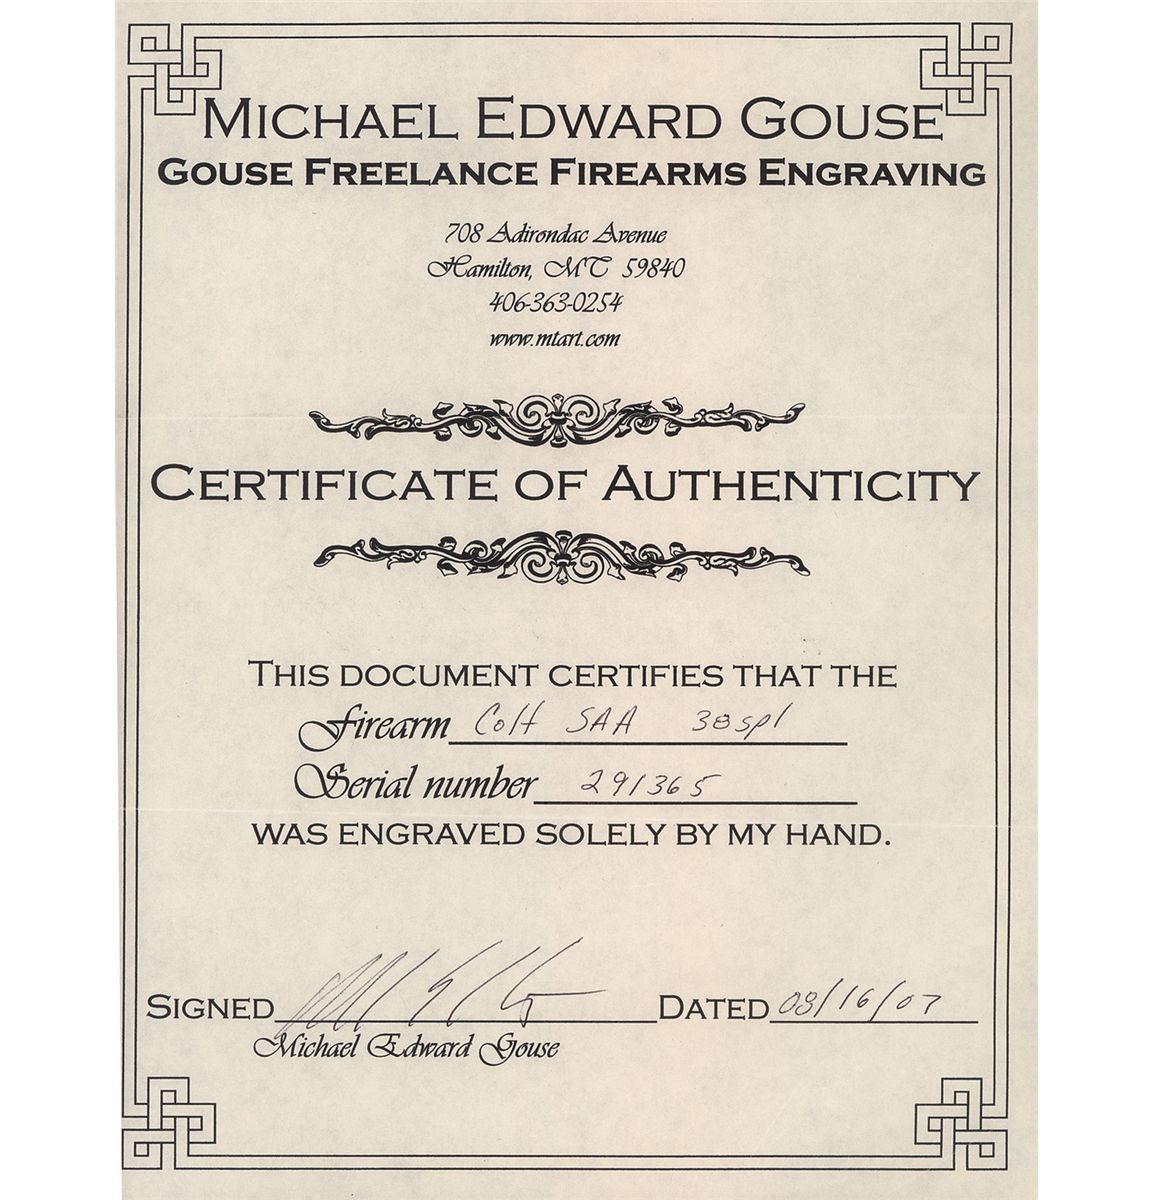 MICHAEL EDWARD GOUSE
GOUSE FREELANCE FIREARMS ENGRAVING
708 Adirondac Avenue
Hamilton, MT 59840
406-363-0254
www.mtart.com
CERTIFICATE OF AUTHENTICITY
THIS DOCUMENT CERTIFIES THAT THE
Firearm Colt SAA 38spl
Serial number 291365
WAS ENGRAVED SOLELY BY MY HAND.
SIGNED DATED 08/16/07
Michael Edward Gouse